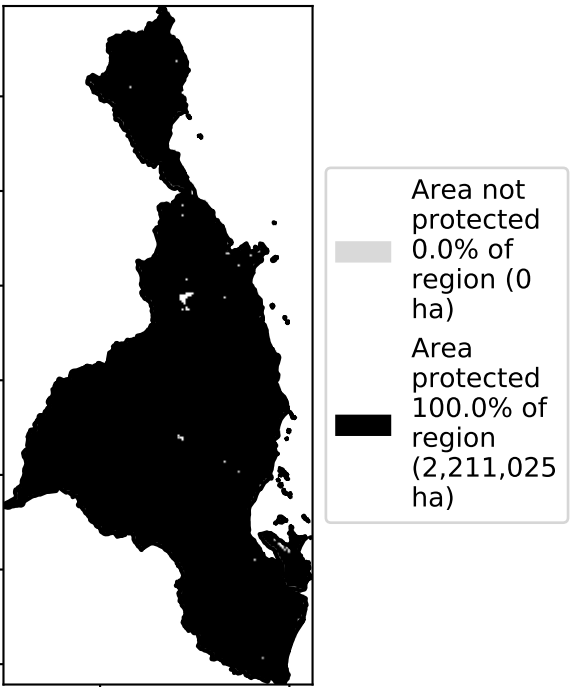 Area not
protected
0.0% of
region (0
ha)
Area
protected
100.0% of
region
(2,211,025
ha)